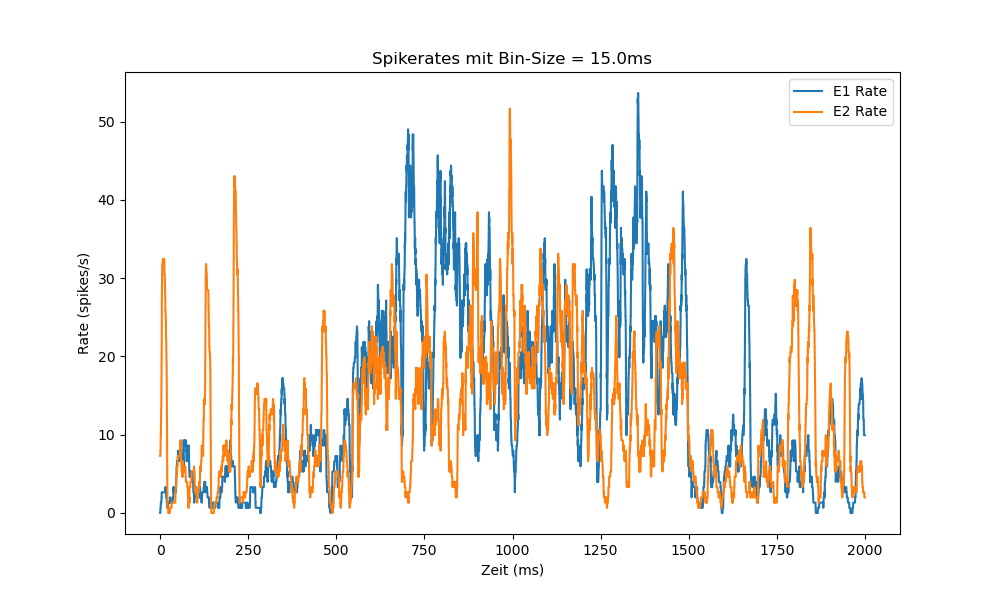 Spikerates mit Bin-Size = 15.0ms
E1 Rate
E2 Rate
Rate (spikes/s)
50
40
30
20
10
0
0 250 500 750 1000 1250 1500 1750 2000
Zeit (ms)